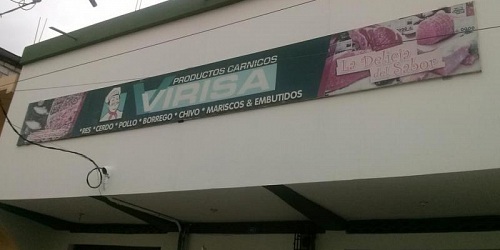 PRODUCTOS CARNICOS
VIRISA
*RES *CERDO *POLLO *BORREGO *CHIVO *MARISCOS & EMBUTIDOS
La Delicia
del Sabor